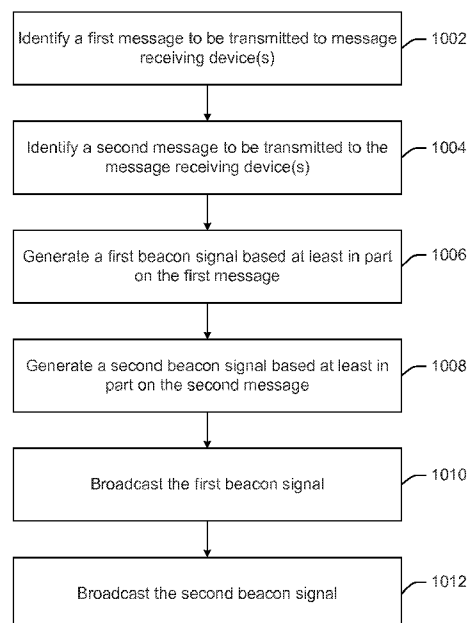 Identify a first message to be transmitted to message
receiving device(s)
1002
Identify a second message to be transmitted to the
message receiving device(s)
1004
Generate a first beacon signal based at least in part
on the first message
1006
Generate a second beacon signal based at least in
part on the second message
1008
Broadcast the first beacon signal
1010
Broadcast the second beacon signal
1012